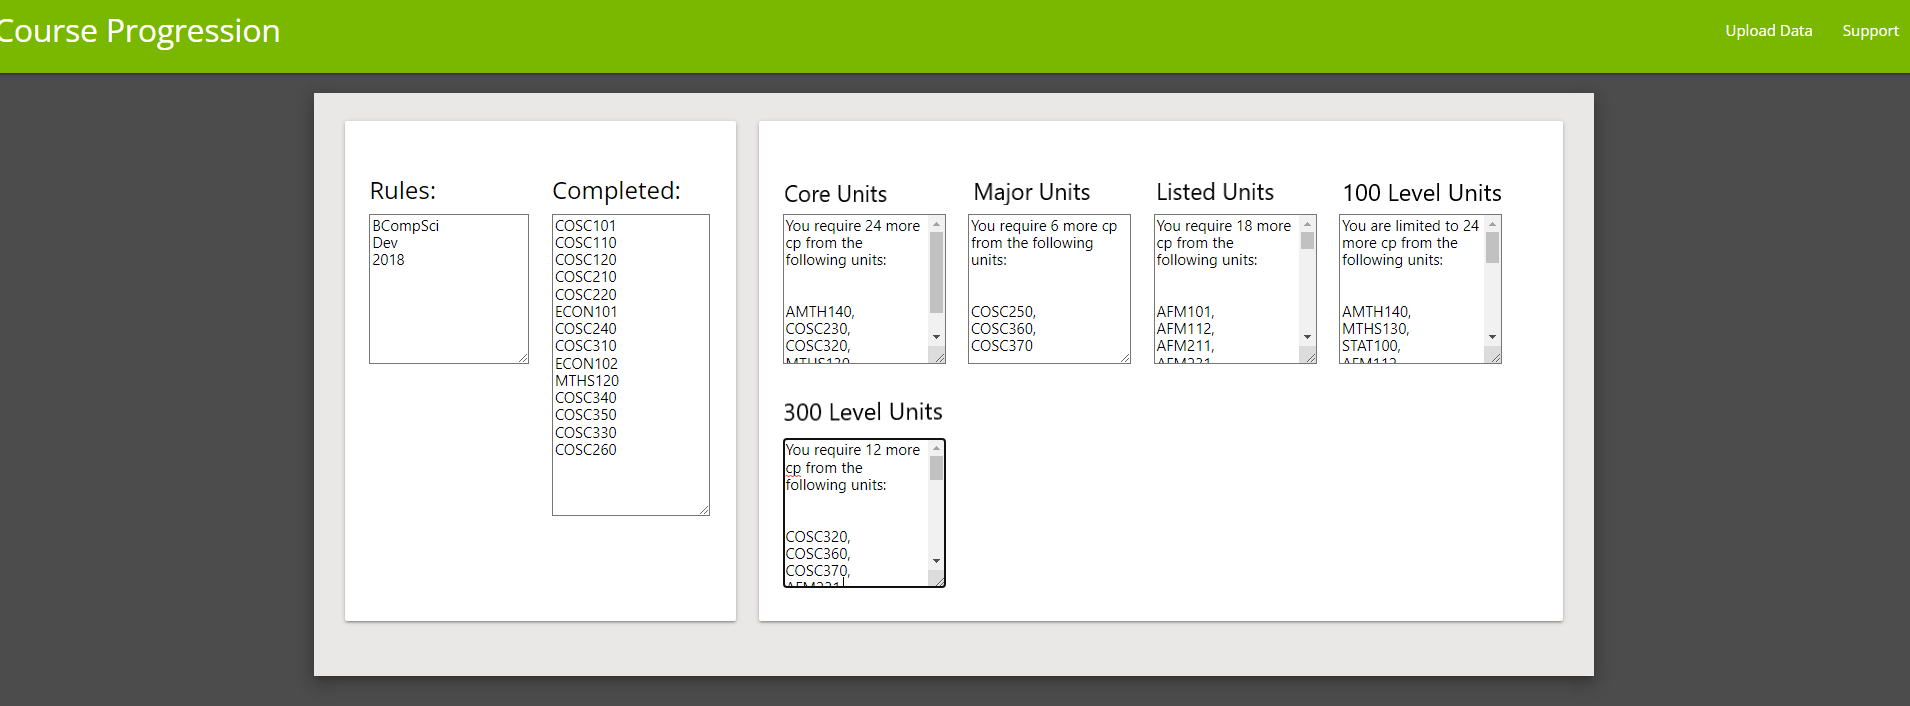 Course Progression
Upload Data
Support
Rules:
BCompSci
Dev
2018
Completed:
COSC101
COSC110
COSC120
COSC210
COSC220
ECON101
COSC240
COSC310
ECON102
MTHS120
COSC340
COSC350
COSC330
COSC260
Core Units
You require 24 more
cp from the
following units:
AMTH140,
COSC230,
COSC320,
MTHS130
Major Units
You require 6 more cp
from the following
units:
COSC250,
COSC360,
COSC370
Listed Units
You require 18 more
cp from the
following units:
AFM101,
AFM112,
AFM211,
AFM231
100 Level Units
You are limited to 24
more cp from the
following units:
AMTH140,
MTHS130,
STAT100,
AFM112
300 Level Units
You require 12 more
cp from the
following units:
COSC320,
COSC360,
COSC370,